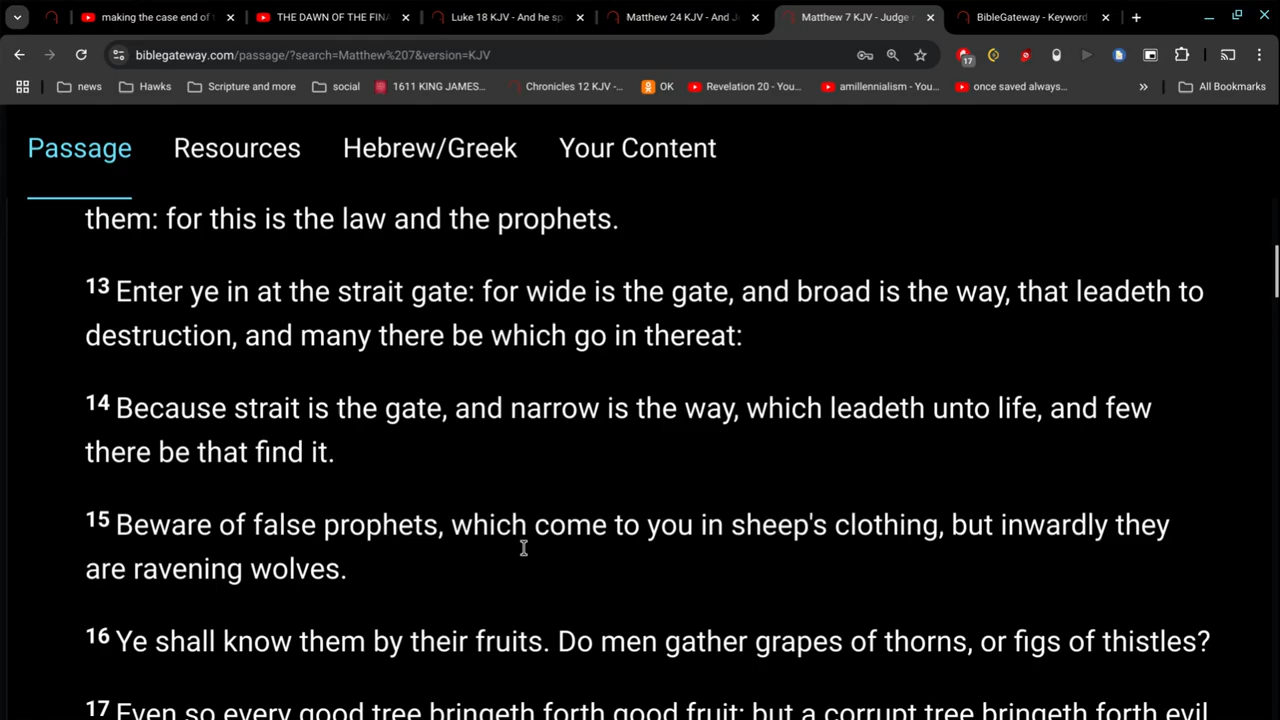 making the case end of t
THE DAWN OF THE FINA
Luke 18 KJV - And he sp
Matthew 24 KJV - And J
Matthew 7 KJV - Judge
BibleGateway - Keyword
biblegateway.com/passage/?search=Matthew%207&version=KJV
17
news
Hawks
Scripture and more
social
1611 KING JAMES...
Chronicles 12 KJV -...
OK
Revelation 20 - You...
amillennialism - You...
once saved always...
All Bookmarks
Passage Resources Hebrew/Greek Your Content
them: for this is the law and the prophets.
13 Enter ye in at the strait gate: for wide is the gate, and broad is the way, that leadeth to
destruction, and many there be which go in thereat:
14 Because strait is the gate, and narrow is the way, which leadeth unto life, and few
there be that find it.
15 Beware of false prophets, which come to you in sheep's clothing, but inwardly they
are ravening wolves.
16 Ye shall know them by their fruits. Do men gather grapes of thorns, or figs of thistles?
17 Even so every good tree bringeth forth good fruit; but a corrupt tree bringeth forth evil